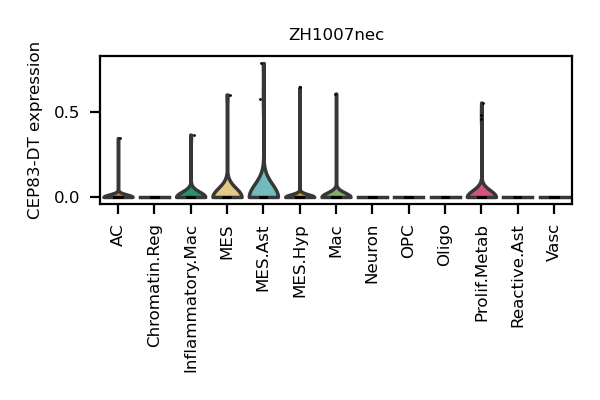 ZH1007nec
CEP83-DT expression
0.5
0.0
AC
Chromatin.Reg
Inflammatory.Mac
MES
MES.Ast
MES.Hyp
Mac
Neuron
OPC
Oligo
Prolif.Metab
Reactive.Ast
Vasc